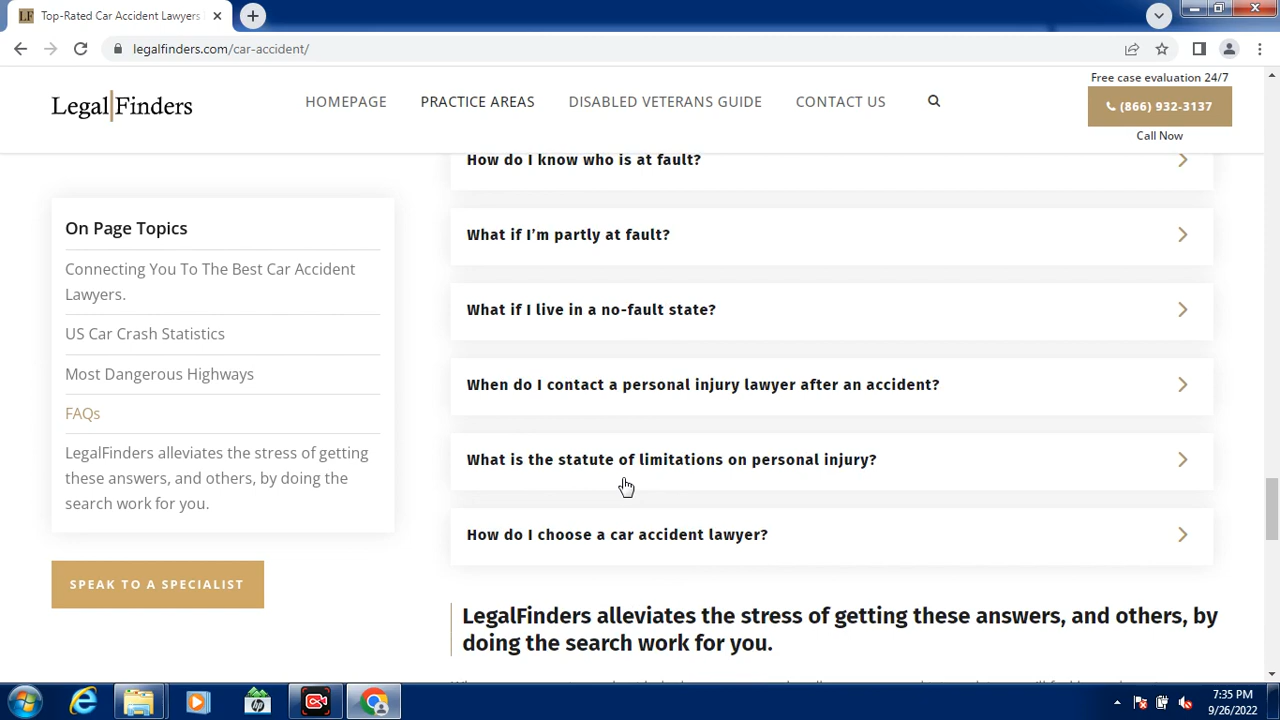 Top-Rated Car Accident Lawyers
legalfinders.com/car-accident/
Legal Finders
HOMEPAGE
PRACTICE AREAS
DISABLED VETERANS GUIDE
CONTACT US
Free case evaluation 24/7
(866) 932-3137
Call Now
On Page Topics
Connecting You To The Best Car Accident
Lawyers.
US Car Crash Statistics
Most Dangerous Highways
FAQs
LegalFinders alleviates the stress of getting
these answers, and others, by doing the
search work for you.
SPEAK TO A SPECIALIST
How do I know who is at fault?
What if I’m partly at fault?
What if I live in a no-fault state?
When do I contact a personal injury lawyer after an accident?
What is the statute of limitations on personal injury?
How do I choose a car accident lawyer?
LegalFinders alleviates the stress of getting these answers, and others, by
doing the search work for you.
7:35 PM
9/26/2022